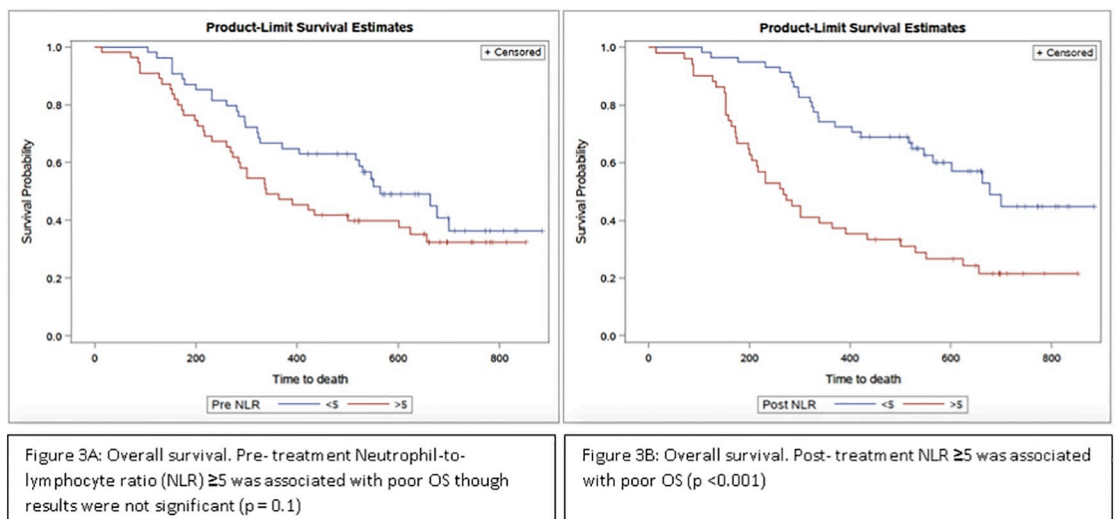 Product-Limit Survival Estimates
+ Censored
1.0
0.8
0.6
0.4
0.2
0.0
Survival Probability
0 200 400 600 800
Time to death
Pre NLR <5 >5
Product-Limit Survival Estimates
+ Censored
1.0
0.8
0.6
0.4
0.2
0.0
Survival Probability
0 200 400 600 800
Time to death
Post NLR <5 >5
Figure 3A: Overall survival. Pre- treatment Neutrophil-to-
lymphocyte ratio (NLR) ≥5 was associated with poor OS though
results were not significant (p = 0.1)
Figure 3B: Overall survival. Post- treatment NLR ≥5 was associated
with poor OS (p <0.001)